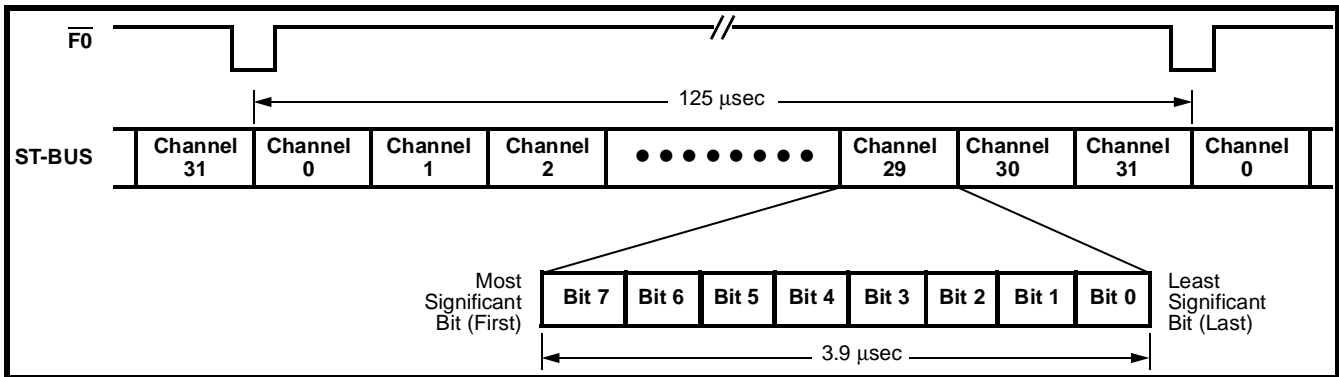 F0
125 μsec
ST-BUS
Channel 31
Channel 0
Channel 1
Channel 2
Channel 29
Channel 30
Channel 31
Channel 0
Most
Significant
Bit (First)
Bit 7
Bit 6
Bit 5
Bit 4
Bit 3
Bit 2
Bit 1
Bit 0
Least
Significant
Bit (Last)
3.9 μsec